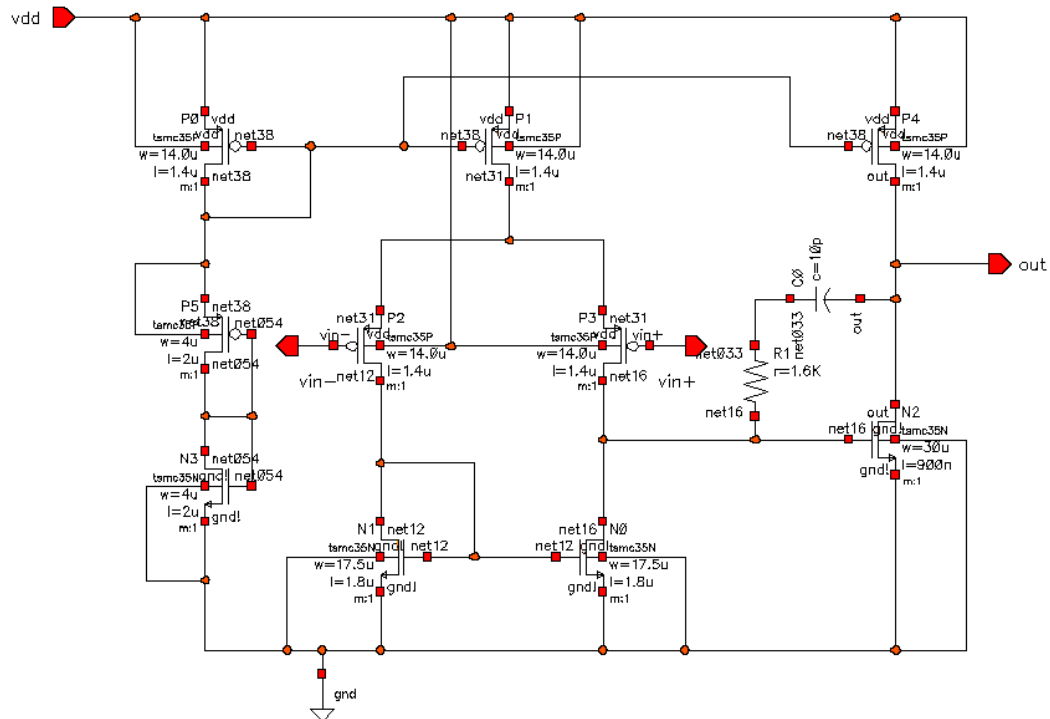 vdd
P0
vdd
vdd
tsmc35P
net38
w=14.0u
l=1.4u
net38
m:1
P1
vdd
vdd
net38
tsmc35P
w=14.0u
l=1.4u
net31
m:1
P4
vdd
vdd
net38
tsmc35P
w=14.0u
l=1.4u
out
m:1
out
C0
c=10p
net033
out
P5
net38
net38
tsmc35P
net054
w=4u
l=2u
net054
m:1
net31
P2
vin-
vdd
tsmc35P
w=14.0u
l=1.4u
net12
m:1
vin-
P3
net31
vdd
vin+
tsmc35P
w=14.0u
l=1.4u
net16
m:1
vin+
net033
R1
r=1.6K
net16
N3
net054
gnd!
net054
tsmc35N
w=4u
l=2u
gnd!
m:1
out
N2
net16
gnd!
tsmc35N
w=30u
l=900n
gnd!
m:1
N1
net12
gnd!
net12
tsmc35N
w=17.5u
l=1.8u
gnd!
m:1
net16
N0
net12
gnd!
tsmc35N
w=17.5u
l=1.8u
gnd!
m:1
gnd